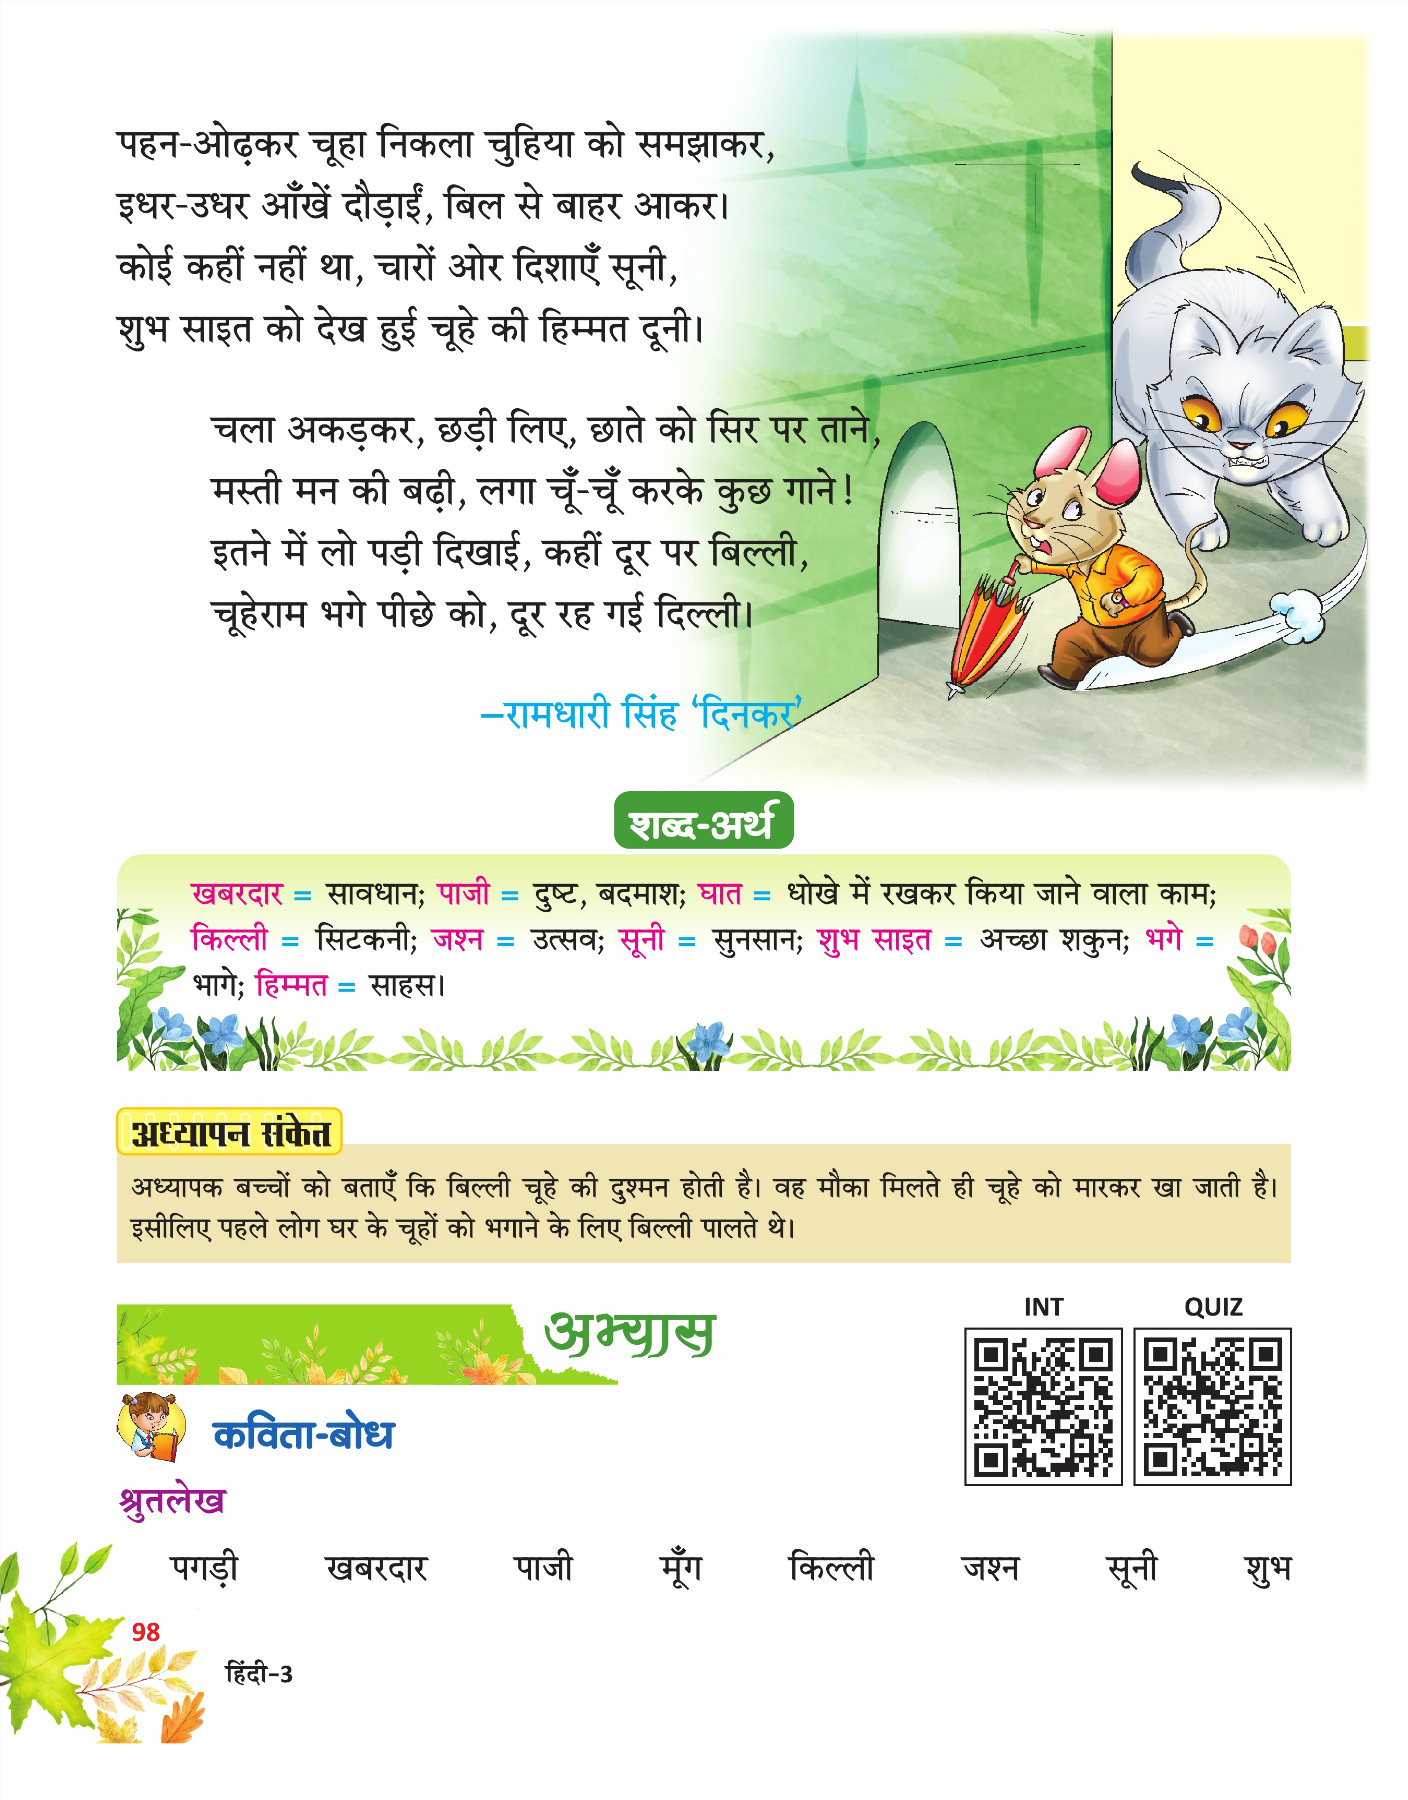 पहन-ओढ़कर चूहा निकला चुहिया को समझाकर,
इधर-उधर आँखें दौड़ाईं, बिल से बाहर आकर।
कोई कहीं नहीं था, चारों ओर दिशाएँ सूनी,
शुभ साइत को देख हुई चूहे की हिम्मत दूनी।
चला अकड़कर, छड़ी लिए, छाते को सिर पर ताने,
मस्ती मन की बढ़ी, लगा चूँ-चूँ करके कुछ गाने!
इतने में लो पड़ी दिखाई, कहीं दूर पर बिल्ली,
चूहेराम भगे पीछे को, दूर रह गई दिल्ली।
–रामधारी सिंह ‘दिनकर’
शब्द-अर्थ
खबरदार = सावधान; पाजी = दुष्ट, बदमाश; घात = धोखे में रखकर किया जाने वाला काम;
किल्ली = सिटकनी; जश्न = उत्सव; सूनी = सुनसान; शुभ साइत = अच्छा शकुन; भगे =
भागे; हिम्मत = साहस।
अध्यापन संकेत
अध्यापक बच्चों को बताएँ कि बिल्ली चूहे की दुश्मन होती है। वह मौका मिलते ही चूहे को मारकर खा जाती है।
इसीलिए पहले लोग घर के चूहों को भगाने के लिए बिल्ली पालते थे।
अभ्यास
INT QUIZ
कविता-बोध
श्रुतलेख
पगड़ी खबरदार पाजी मूँग किल्ली जश्न सूनी शुभ
98
हिंदी–3